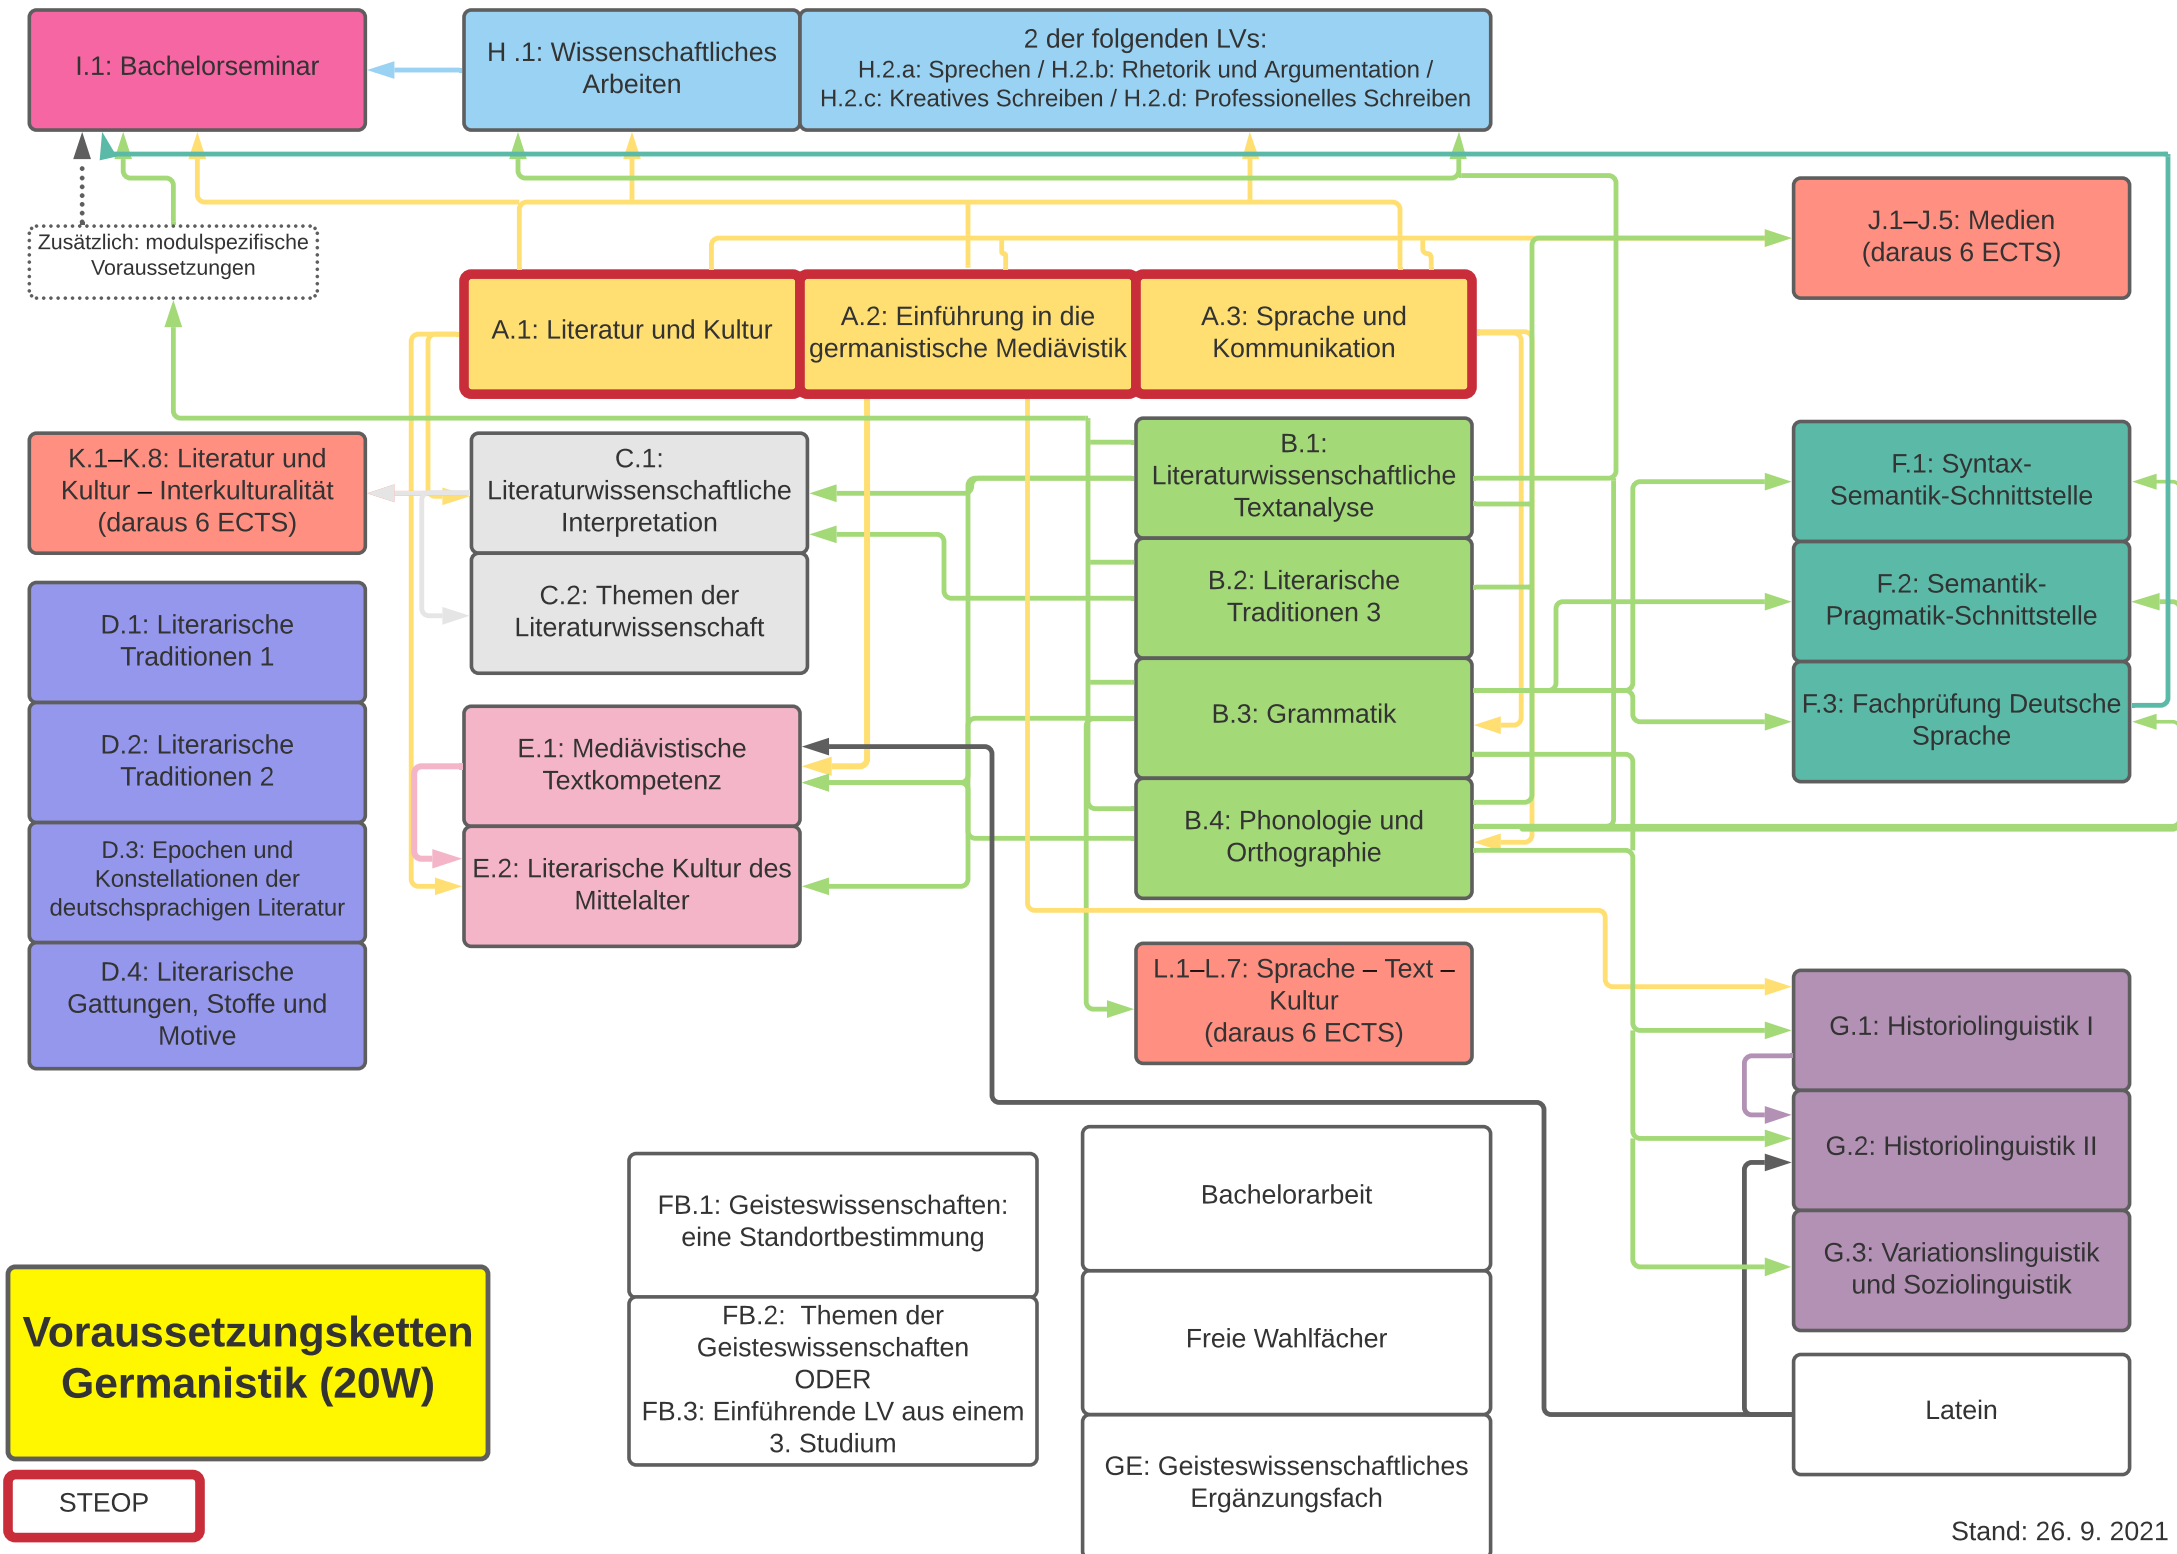 I.1: Bachelorseminar
H .1: Wissenschaftliches
Arbeiten
2 der folgenden LVs:
H.2.a: Sprechen / H.2.b: Rhetorik und Argumentation /
H.2.c: Kreatives Schreiben / H.2.d: Professionelles Schreiben
Zusätzlich: modulspezifische
Voraussetzungen
J.1–J.5: Medien
(daraus 6 ECTS)
A.1: Literatur und Kultur
A.2: Einführung in die
germanistische Mediävistik
A.3: Sprache und
Kommunikation
K.1–K.8: Literatur und
Kultur – Interkulturalität
(daraus 6 ECTS)
C.1:
Literaturwissenschaftliche
Interpretation
C.2: Themen der
Literaturwissenschaft
B.1:
Literaturwissenschaftliche
Textanalyse
B.2: Literarische
Traditionen 3
B.3: Grammatik
B.4: Phonologie und
Orthographie
F.1: Syntax-
Semantik-Schnittstelle
F.2: Semantik-
Pragmatik-Schnittstelle
F.3: Fachprüfung Deutsche
Sprache
D.1: Literarische
Traditionen 1
D.2: Literarische
Traditionen 2
D.3: Epochen und
Konstellationen der
deutschsprachigen Literatur
D.4: Literarische
Gattungen, Stoffe und
Motive
E.1: Mediävistische
Textkompetenz
E.2: Literarische Kultur des
Mittelalter
L.1–L.7: Sprache – Text –
Kultur
(daraus 6 ECTS)
G.1: Historiolinguistik I
G.2: Historiolinguistik II
G.3: Variationslinguistik
und Soziolinguistik
Latein
FB.1: Geisteswissenschaften:
eine Standortbestimmung
FB.2:  Themen der
Geisteswissenschaften
ODER
FB.3: Einführende LV aus einem
3. Studium
Bachelorarbeit
Freie Wahlfächer
GE: Geisteswissenschaftliches
Ergänzungsfach
Voraussetzungsketten
Germanistik (20W)
STEOP
Stand: 26. 9. 2021